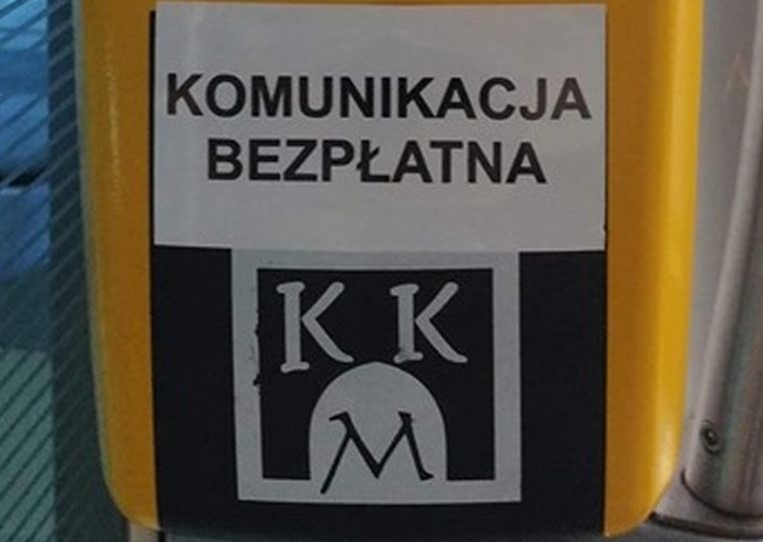 KOMUNIKACJA
BEZPŁATNA
K K
M